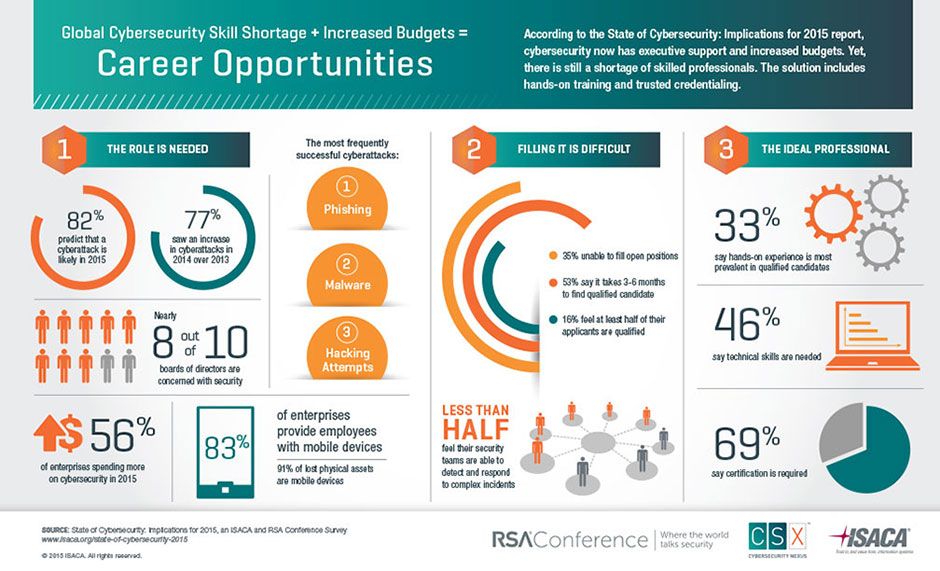 Global Cybersecurity Skill Shortage + Increased Budgets =
Career Opportunities
According to the State of Cybersecurity: Implications for 2015 report,
cybersecurity now has executive support and increased budgets. Yet,
there is still a shortage of skilled professionals. The solution includes
hands-on training and trusted credentialing.
1
THE ROLE IS NEEDED
82%
predict that a
cyberattack is
likely in 2015
77%
saw an increase
in cyberattacks in
2014 over 2013
Nearly
8 out of 10
boards of directors are
concerned with security
$ 56%
of enterprises spending more
on cybersecurity in 2015
The most frequently
successful cyberattacks:
1
Phishing
2
Malware
3
Hacking
Attempts
83%
of enterprises
provide employees
with mobile devices
91% of lost physical assets
are mobile devices
2
FILLING IT IS DIFFICULT
35% unable to fill open positions
53% say it takes 3-6 months
to find qualified candidate
16% feel at least half of their
applicants are qualified
LESS THAN
HALF
feel their security
teams are able to
detect and respond
to complex incidents
3
THE IDEAL PROFESSIONAL
33%
say hands-on experience is most
prevalent in qualified candidates
46%
say technical skills are needed
69%
say certification is required
SOURCE: State of Cybersecurity: Implications for 2015, an ISACA and RSA Conference Survey
www.isaca.org/state-of-cybersecurity-2015
© 2015 ISACA. All rights reserved.
RSAConference
Where the world
talks security
CSX
CYBERSECURITY NEXUS
ISACA
Trust in, and value from, information systems